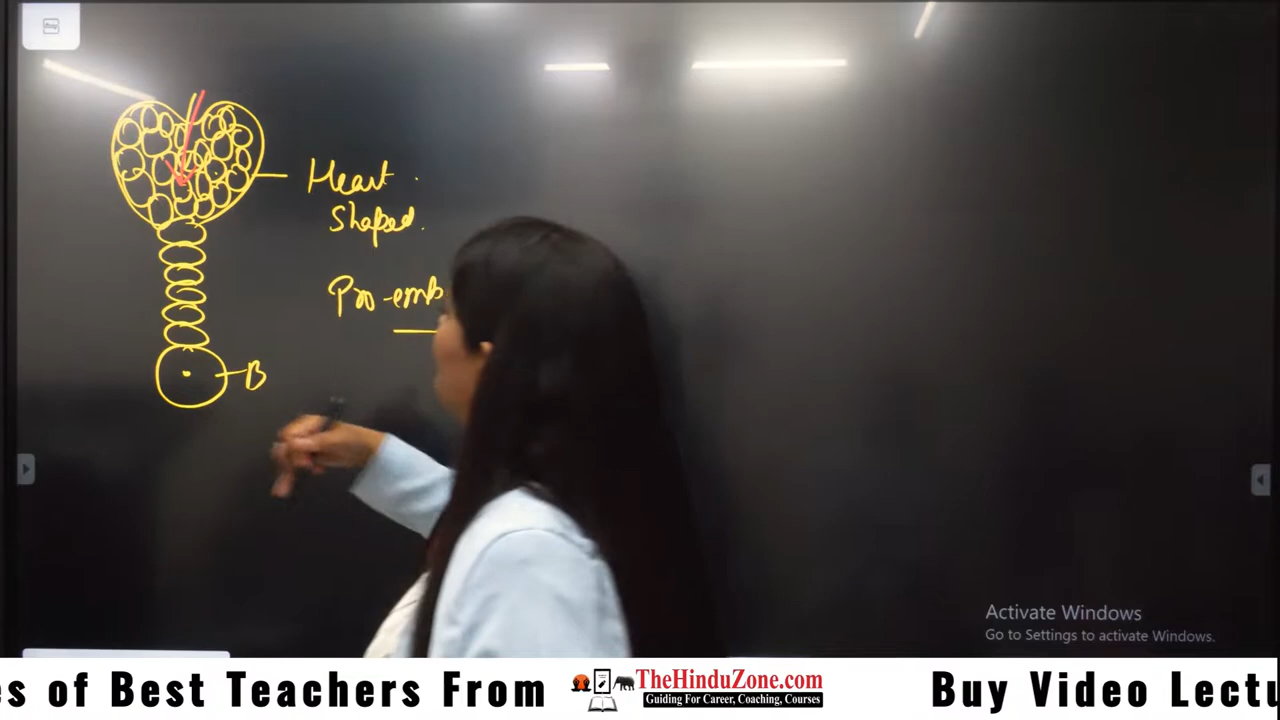 Heart
Shaped.
Pro-emb
B
Activate Windows
Go to Settings to activate Windows.
es of Best Teachers From
TheHinduZone.com
Guiding For Career, Coaching, Courses
Buy Video Lectu